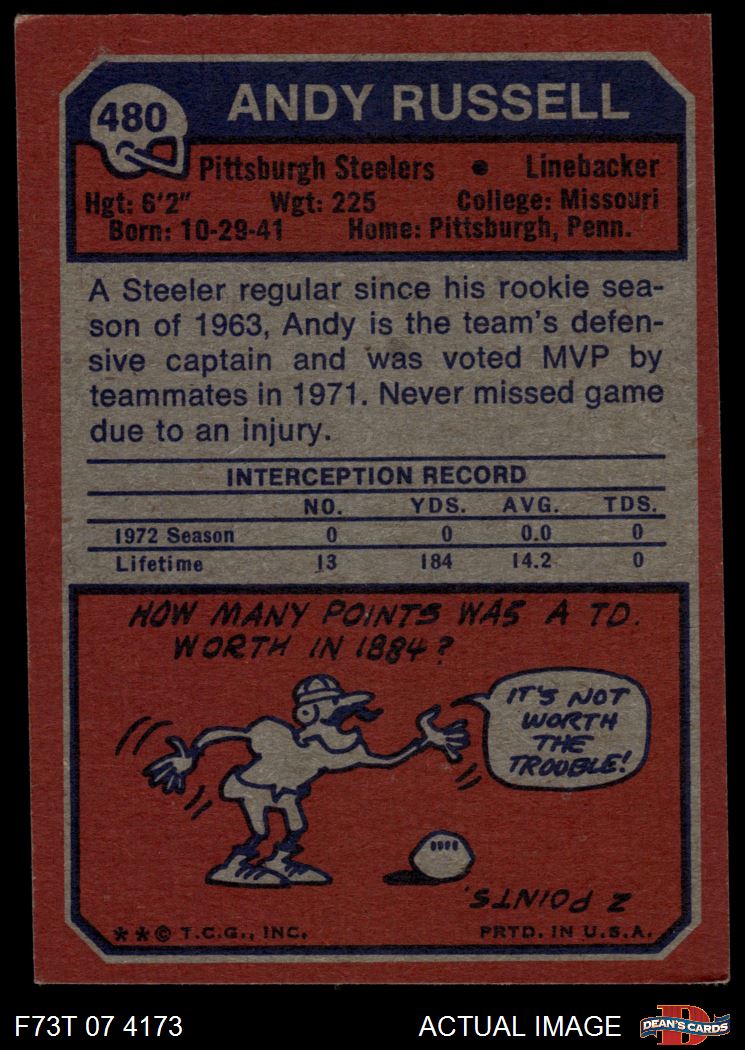 480
ANDY RUSSELL
Pittsburgh Steelers • Linebacker
Hgt: 6'2" Wgt: 225 College: Missouri
Born: 10-29-41 Home: Pittsburgh, Penn.
A Steeler regular since his rookie sea-
son of 1963, Andy is the team's defen-
sive captain and was voted MVP by
teammates in 1971. Never missed game
due to an injury.
INTERCEPTION RECORD
NO. YDS. AVG. TDS.
1972 Season 0 0 0.0 0
Lifetime 13 184 14.2 0
HOW MANY POINTS WAS A TD.
WORTH IN 1884?
IT'S NOT
WORTH
THE
TROUBLE!
2 POINTS.
**© T.C.G., INC. PRTD. IN U.S.A.
F73T 07 4173 ACTUAL IMAGE
D
DEAN'S CARDS